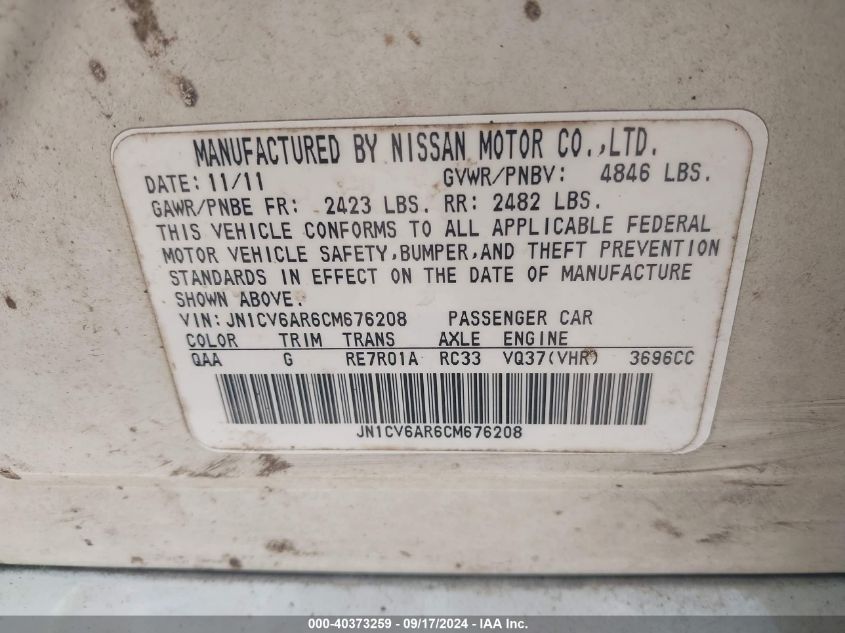 MANUFACTURED BY NISSAN MOTOR CO.,LTD.
DATE: 11/11 GVWR/PNBV: 4846 LBS.
GAWR/PNBE FR: 2423 LBS. RR: 2482 LBS.
THIS VEHICLE CONFORMS TO ALL APPLICABLE FEDERAL
MOTOR VEHICLE SAFETY,BUMPER,AND THEFT PREVENTION
STANDARDS IN EFFECT ON THE DATE OF MANUFACTURE
SHOWN ABOVE.
VIN: JN1CV6AR6CM676208 PASSENGER CAR
COLOR TRIM TRANS AXLE ENGINE
QAA G RE7R01A RC33 VQ37(VHR) 3696CC
JN1CV6AR6CM676208
000-40373259 - 09/17/2024 - IAA Inc.